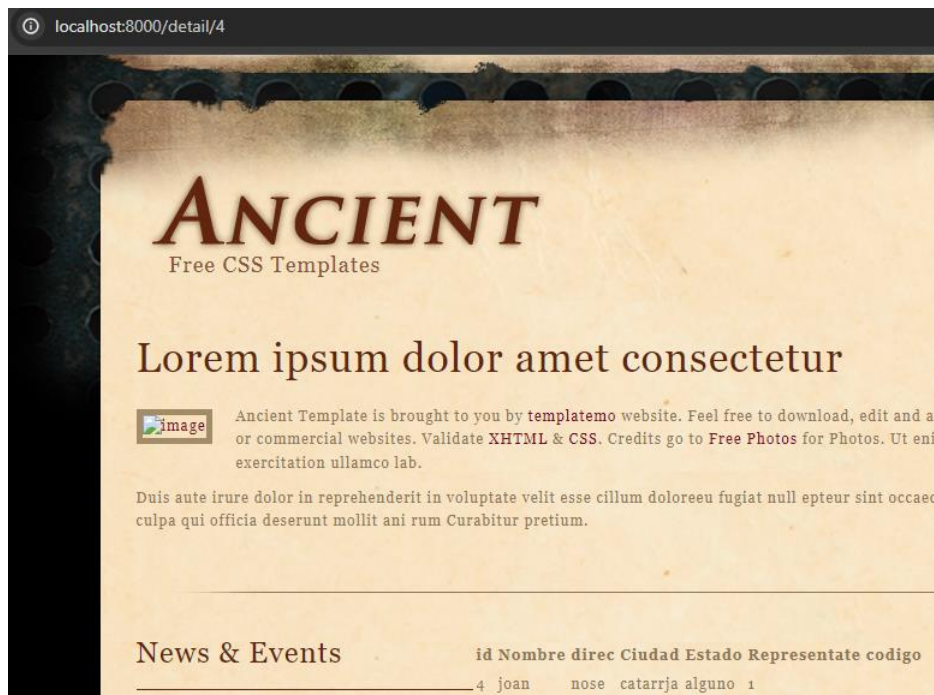 localhost:8000/detail/4
ANCIENT
Free CSS Templates
Lorem ipsum dolor amet consectetur
image
Ancient Template is brought to you by templatemo website. Feel free to download, edit and a
or commercial websites. Validate XHTML & CSS. Credits go to Free Photos for Photos. Ut eni
exercitation ullamco lab.
Duis aute irure dolor in reprehenderit in voluptate velit esse cillum doloreeu fugiat null epteur sint occaec
culpa qui officia deserunt mollit ani rum Curabitur pretium.
News & Events
id Nombre direc Ciudad Estado Representate codigo
4 joan nose catarrja alguno 1